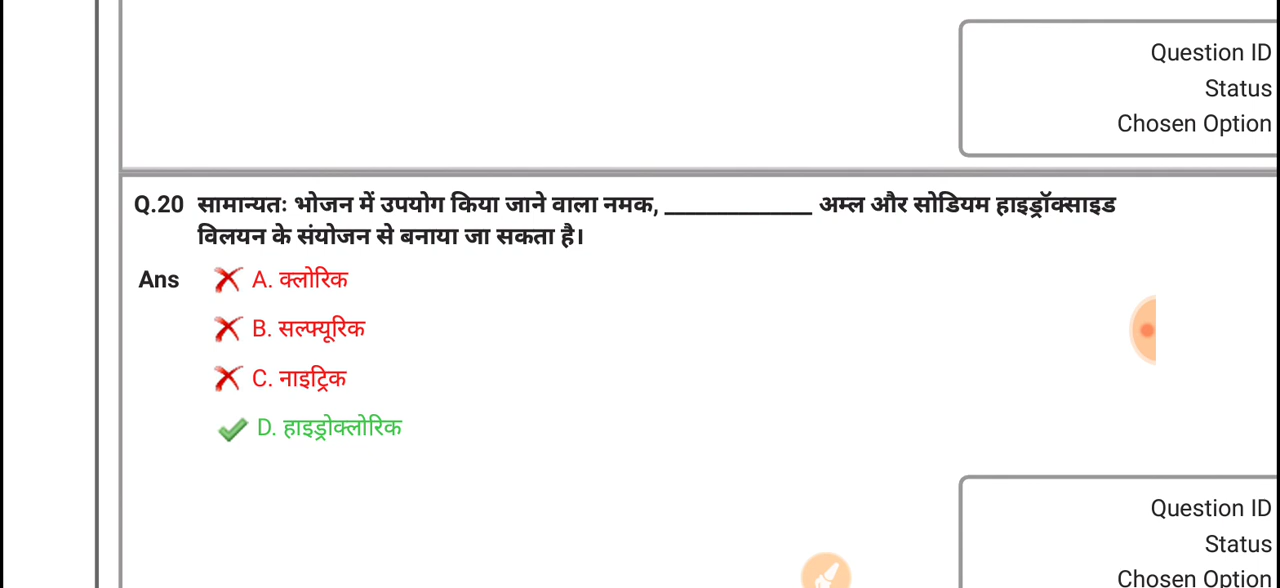 Question ID
Status
Chosen Option
Q.20 सामान्यतः भोजन में उपयोग किया जाने वाला नमक, ____________ अम्ल और सोडियम हाइड्रॉक्साइड
विलयन के संयोजन से बनाया जा सकता है।
Ans A. क्लोरिक
B. सल्फ्यूरिक
C. नाइट्रिक
D. हाइड्रोक्लोरिक
Question ID
Status
Chosen Option